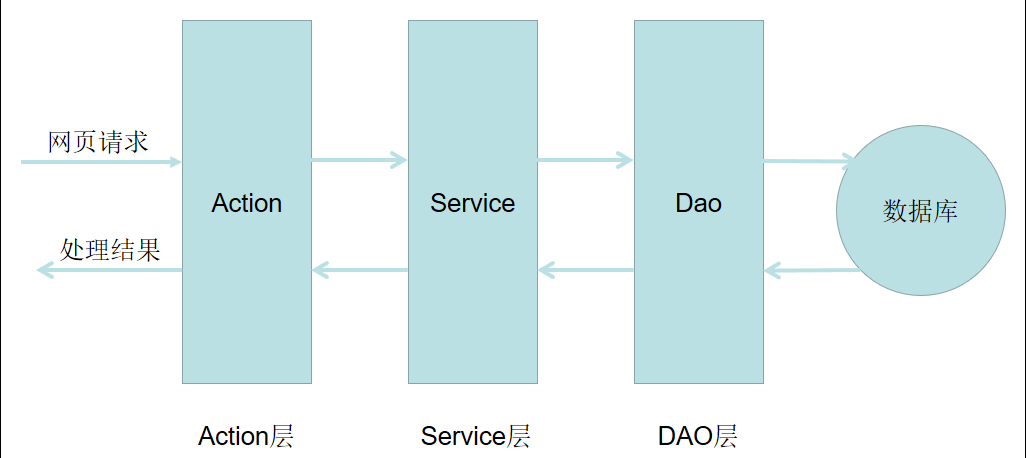 网页请求
处理结果
Action
Service
Dao
数据库
Action层
Service层
DAO层